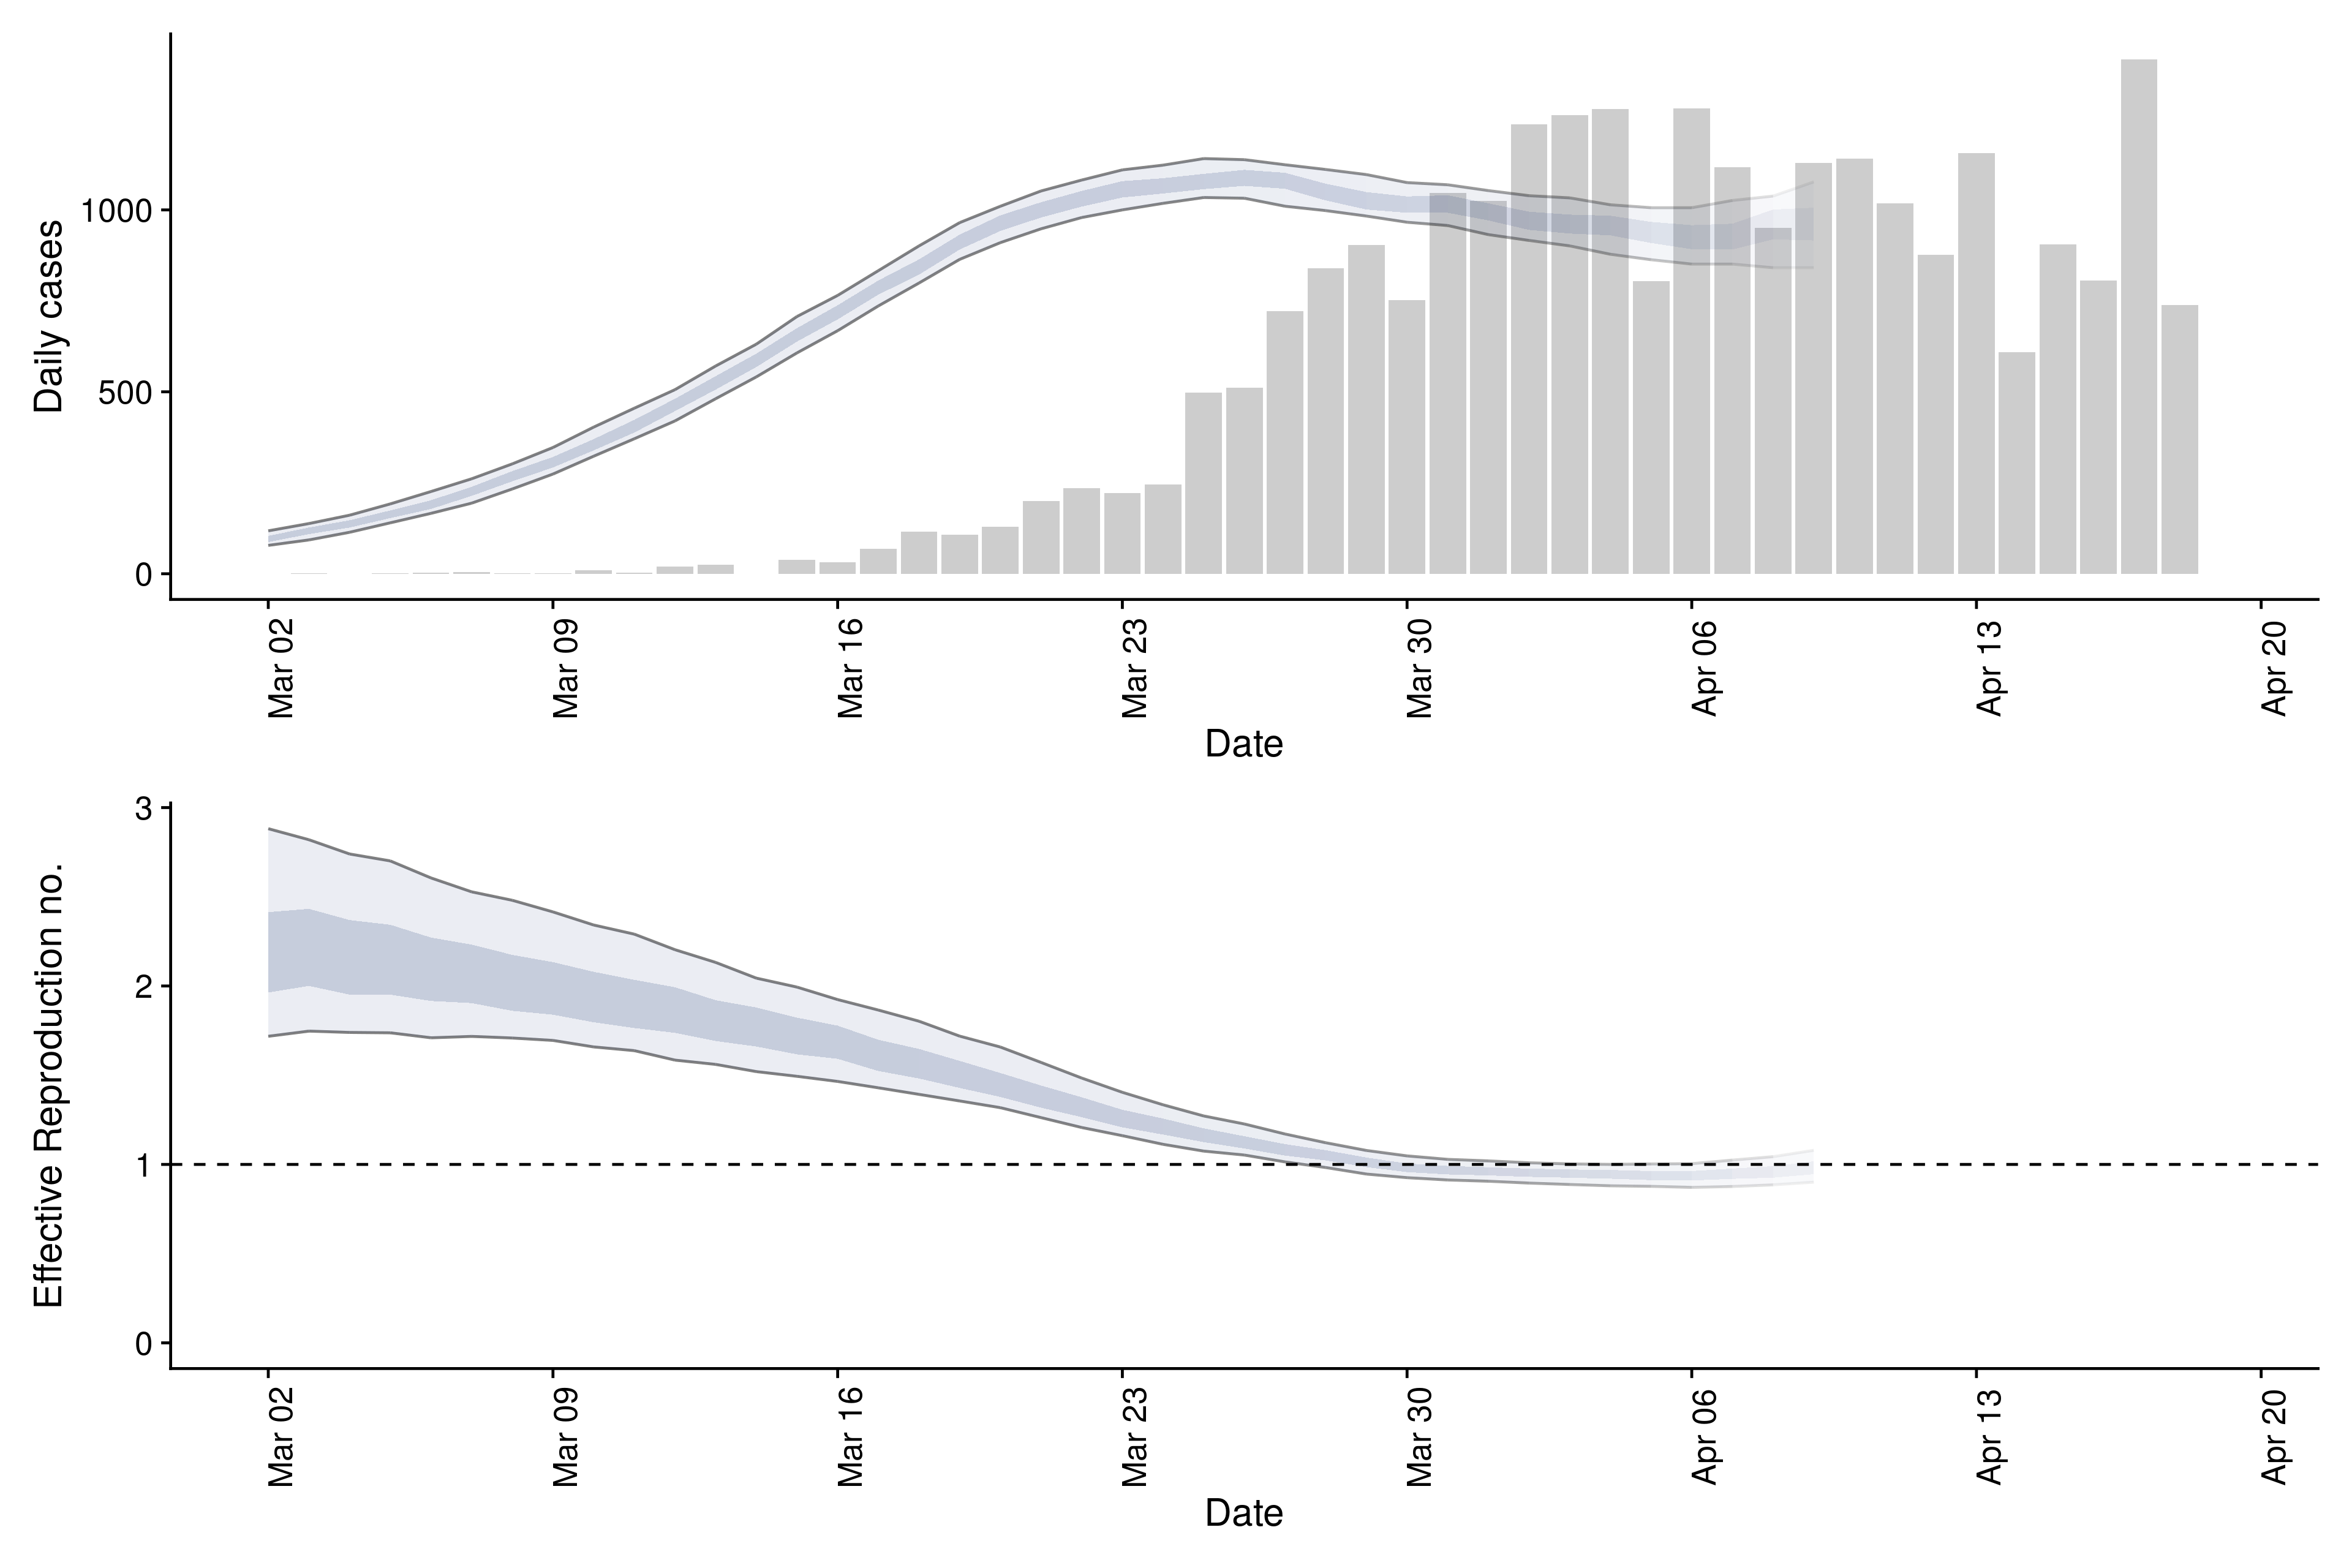 Daily cases
1000
500
0
Mar 02
Mar 09
Mar 16
Mar 23
Mar 30
Apr 06
Apr 13
Apr 20
Date
Effective Reproduction no.
3
2
1
0
Mar 02
Mar 09
Mar 16
Mar 23
Mar 30
Apr 06
Apr 13
Apr 20
Date